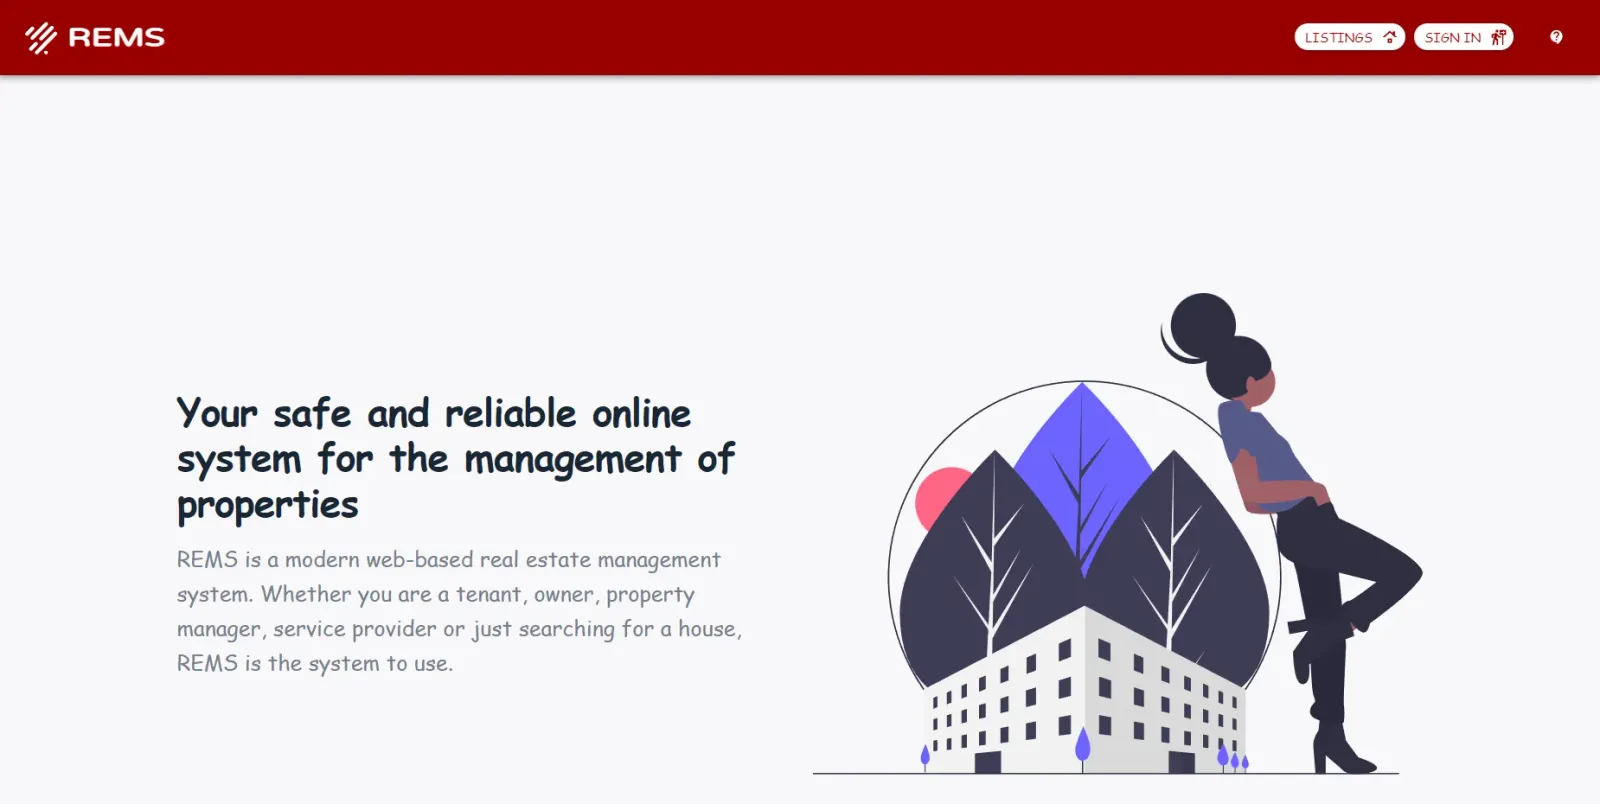 REMS
LISTINGS
SIGN IN
Your safe and reliable online
system for the management of
properties
REMS is a modern web-based real estate management
system. Whether you are a tenant, owner, property
manager, service provider or just searching for a house,
REMS is the system to use.